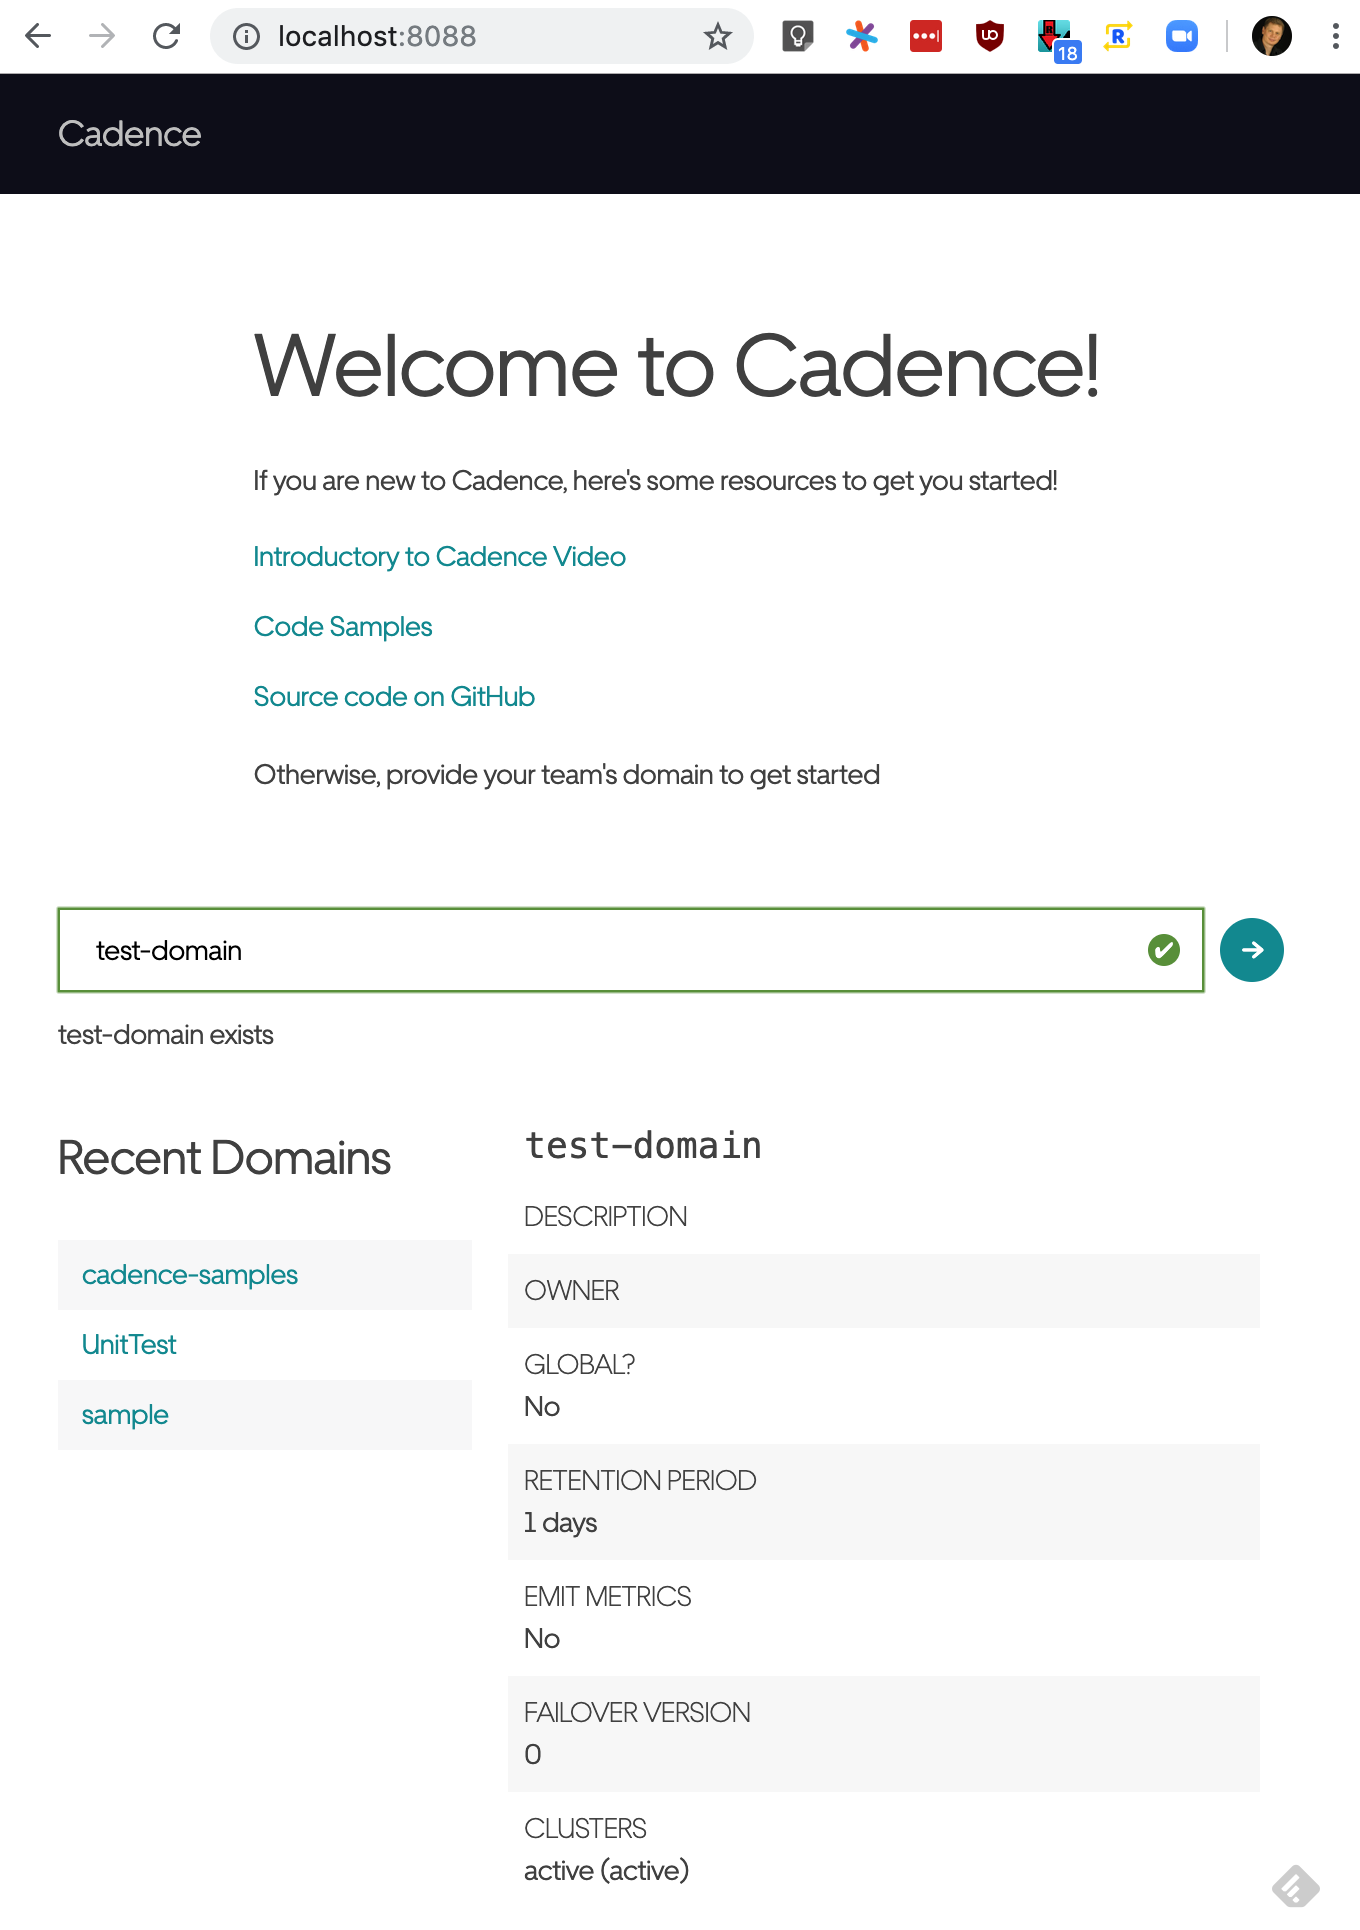 localhost:8088
18
R
Cadence
Welcome to Cadence!
If you are new to Cadence, here's some resources to get you started!
Introductory to Cadence Video
Code Samples
Source code on GitHub
Otherwise, provide your team's domain to get started
test-domain
test-domain exists
Recent Domains
cadence-samples
UnitTest
sample
test-domain
DESCRIPTION
OWNER
GLOBAL?
No
RETENTION PERIOD
1 days
EMIT METRICS
No
FAILOVER VERSION
0
CLUSTERS
active (active)